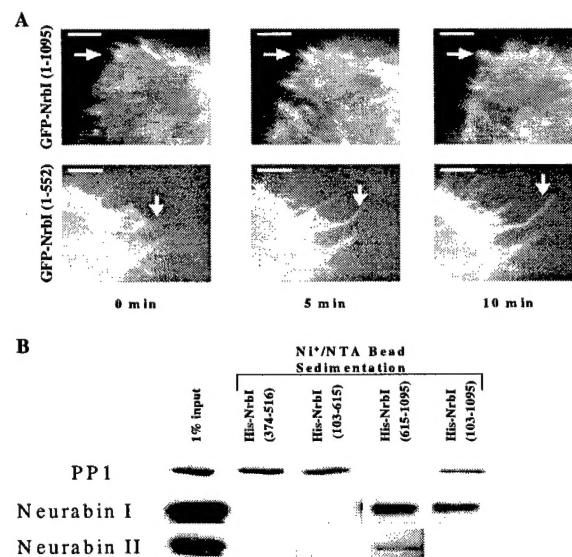 A
GFP-NrbI (1-1095)
GFP-NrbI (1-552)
0 min
5 min
10 min
B
Ni⁺/NTA Bead
Sedimentation
1% input
His-NrbI
(374-516)
His-NrbI
(103-615)
His-NrbI
(615-1095)
His-NrbI
(103-1095)
PP1
Neurabin I
Neurabin II